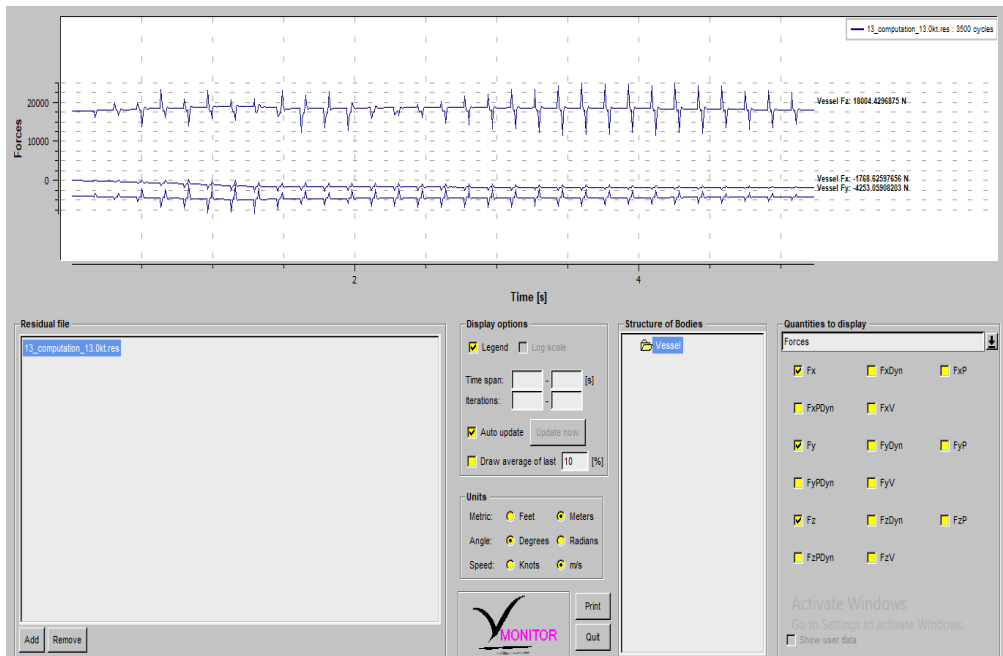 13_computation_13.0kt.res : 3500 cycles
Forces
20000
10000
0
Vessel Fz: 18004.4296875 N
Vessel Fx: -1768.62597656 N
Vessel Fy: -4253.05908203 N
2
4
Time [s]
Residual file
13_computation_13.0kt.res
Add
Remove
Display options
Legend
Log scale
Time span:
-
[s]
Iterations:
-
Auto update
Update now
Draw average of last 10 [%]
Units
Metric: Feet Meters
Angle: Degrees Radians
Speed: Knots m/s
VMONITOR
Print
Quit
Structure of Bodies
Vessel
Quantities to display
Forces
Fx FxDyn FxP
FxPDyn FxV
Fy FyDyn FyP
FyPDyn FyV
Fz FzDyn FzP
FzPDyn FzV
Activate Windows
Go to Settings to activate Windows.
Show user data